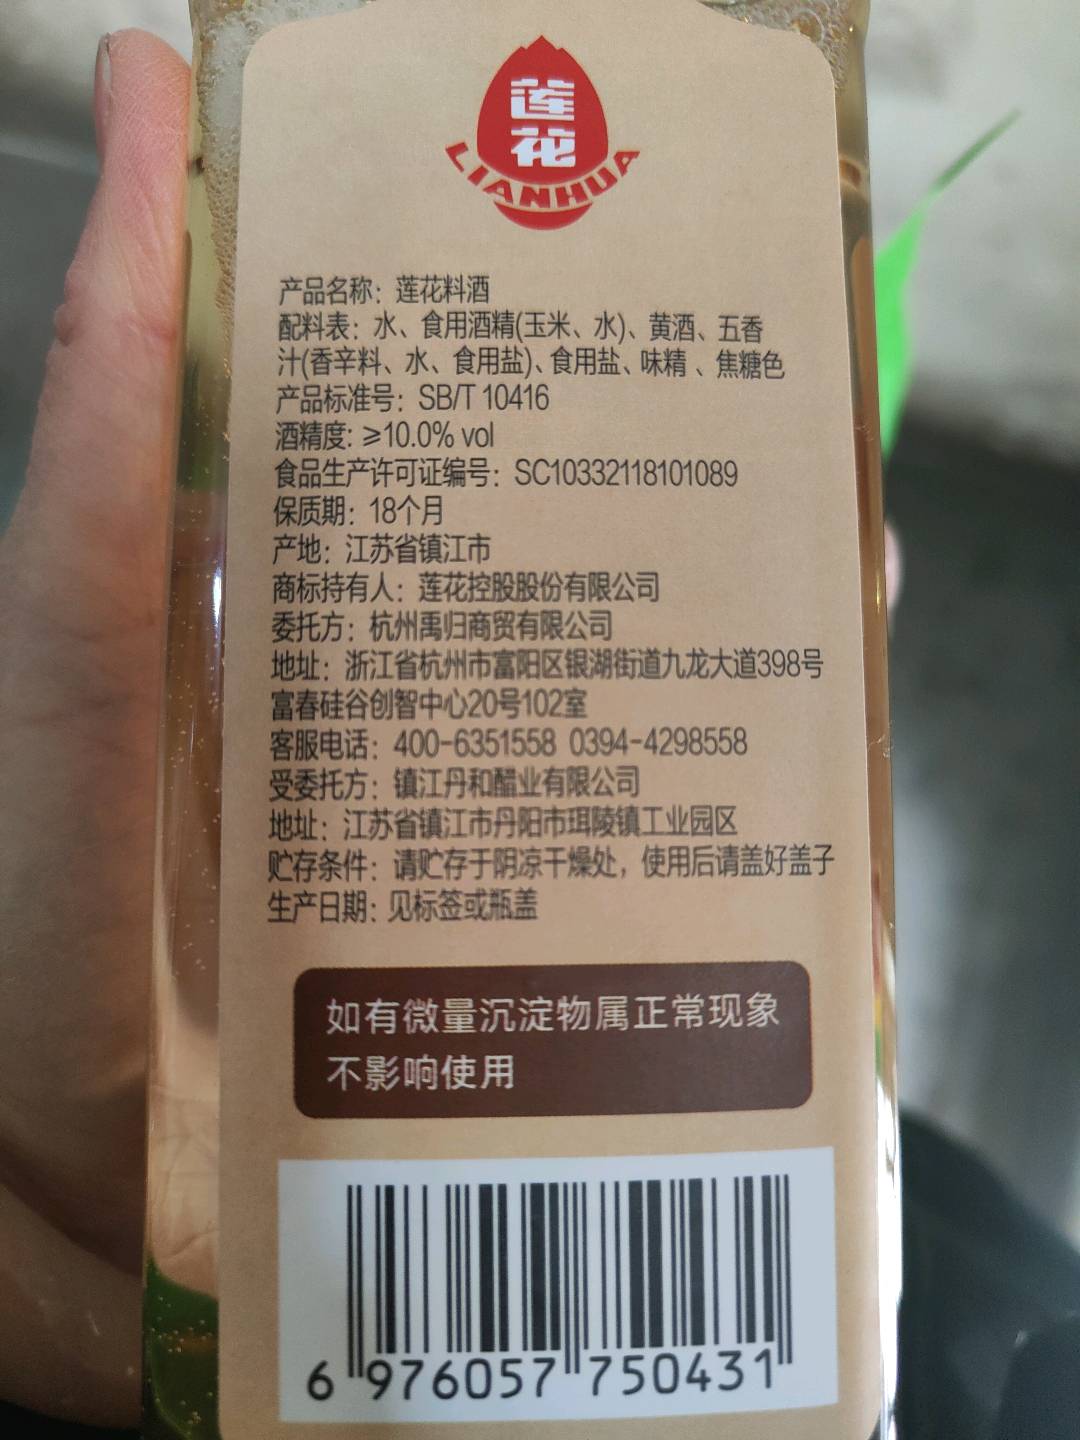 莲花
LIANHUA
产品名称：莲花料酒
配料表：水、食用酒精(玉米、水)、黄酒、五香
汁(香辛料、水、食用盐)、食用盐、味精、焦糖色
产品标准号：SB/T 10416
酒精度: ≥10.0% vol
食品生产许可证编号：SC10332118101089
保质期：18个月
产地：江苏省镇江市
商标持有人：莲花控股股份有限公司
委托方：杭州禹归商贸有限公司
地址：浙江省杭州市富阳区银湖街道九龙大道398号
富春硅谷创智中心20号102室
客服电话：400-6351558 0394-4298558
受委托方：镇江丹和醋业有限公司
地址：江苏省镇江市丹阳市珥陵镇工业园区
贮存条件：请贮存于阴凉干燥处，使用后请盖好盖子
生产日期：见标签或瓶盖
如有微量沉淀物属正常现象
不影响使用
6 976057 750431